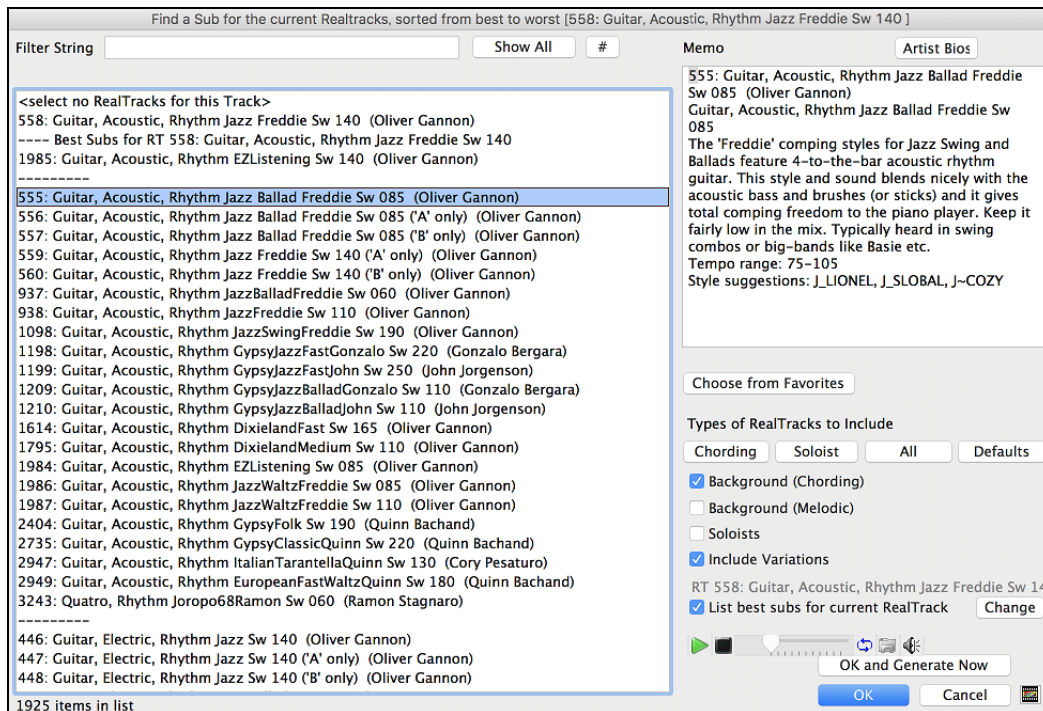 Find a Sub for the current Realtracks, sorted from best to worst [558: Guitar, Acoustic, Rhythm Jazz Freddie Sw 140 ]
Filter String
Show All
#
<select no RealTracks for this Track>
558: Guitar, Acoustic, Rhythm Jazz Freddie Sw 140 (Oliver Gannon)
---- Best Subs for RT 558: Guitar, Acoustic, Rhythm Jazz Freddie Sw 140
1985: Guitar, Acoustic, Rhythm EZListening Sw 140 (Oliver Gannon)
---------
555: Guitar, Acoustic, Rhythm Jazz Ballad Freddie Sw 085 (Oliver Gannon)
556: Guitar, Acoustic, Rhythm Jazz Ballad Freddie Sw 085 ('A' only) (Oliver Gannon)
557: Guitar, Acoustic, Rhythm Jazz Ballad Freddie Sw 085 ('B' only) (Oliver Gannon)
559: Guitar, Acoustic, Rhythm Jazz Freddie Sw 140 ('A' only) (Oliver Gannon)
560: Guitar, Acoustic, Rhythm Jazz Freddie Sw 140 ('B' only) (Oliver Gannon)
937: Guitar, Acoustic, Rhythm JazzBalladFreddie Sw 060 (Oliver Gannon)
938: Guitar, Acoustic, Rhythm JazzFreddie Sw 110 (Oliver Gannon)
1098: Guitar, Acoustic, Rhythm JazzSwingFreddie Sw 190 (Oliver Gannon)
1198: Guitar, Acoustic, Rhythm GypsyJazzFastGonzalo Sw 220 (Gonzalo Bergara)
1199: Guitar, Acoustic, Rhythm GypsyJazzFastJohn Sw 250 (John Jorgenson)
1209: Guitar, Acoustic, Rhythm GypsyJazzBalladGonzalo Sw 110 (Gonzalo Bergara)
1210: Guitar, Acoustic, Rhythm GypsyJazzBalladJohn Sw 110 (John Jorgenson)
1614: Guitar, Acoustic, Rhythm DixielandFast Sw 165 (Oliver Gannon)
1795: Guitar, Acoustic, Rhythm DixielandMedium Sw 110 (Oliver Gannon)
1984: Guitar, Acoustic, Rhythm EZListening Sw 085 (Oliver Gannon)
1986: Guitar, Acoustic, Rhythm JazzWaltzFreddie Sw 085 (Oliver Gannon)
1987: Guitar, Acoustic, Rhythm JazzWaltzFreddie Sw 110 (Oliver Gannon)
2404: Guitar, Acoustic, Rhythm GypsyFolk Sw 190 (Quinn Bachand)
2735: Guitar, Acoustic, Rhythm GypsyClassicQuinn Sw 220 (Quinn Bachand)
2947: Guitar, Acoustic, Rhythm ItalianTarantellaQuinn Sw 130 (Cory Pesaturo)
2949: Guitar, Acoustic, Rhythm EuropeanFastWaltzQuinn Sw 180 (Quinn Bachand)
3243: Quatro, Rhythm Joropo68Ramon Sw 060 (Ramon Stagnaro)
---------
446: Guitar, Electric, Rhythm Jazz Sw 140 (Oliver Gannon)
447: Guitar, Electric, Rhythm Jazz Sw 140 ('A' only) (Oliver Gannon)
448: Guitar, Electric, Rhythm Jazz Sw 140 ('B' only) (Oliver Gannon)
1925 items in list
Memo
Artist Bios
555: Guitar, Acoustic, Rhythm Jazz Ballad Freddie
Sw 085 (Oliver Gannon)
Guitar, Acoustic, Rhythm Jazz Ballad Freddie Sw
085
The 'Freddie' comping styles for Jazz Swing and
Ballads feature 4-to-the-bar acoustic rhythm
guitar. This style and sound blends nicely with the
acoustic bass and brushes (or sticks) and it gives
total comping freedom to the piano player. Keep it
fairly low in the mix. Typically heard in swing
combos or big-bands like Basie etc.
Tempo range: 75-105
Style suggestions: J_LIONEL, J_SLOBAL, J~COZY
Choose from Favorites
Types of RealTracks to Include
Chording
Soloist
All
Defaults
Background (Chording)
Background (Melodic)
Soloists
Include Variations
RT 558: Guitar, Acoustic, Rhythm Jazz Freddie Sw 14
List best subs for current RealTrack
Change
OK and Generate Now
OK
Cancel